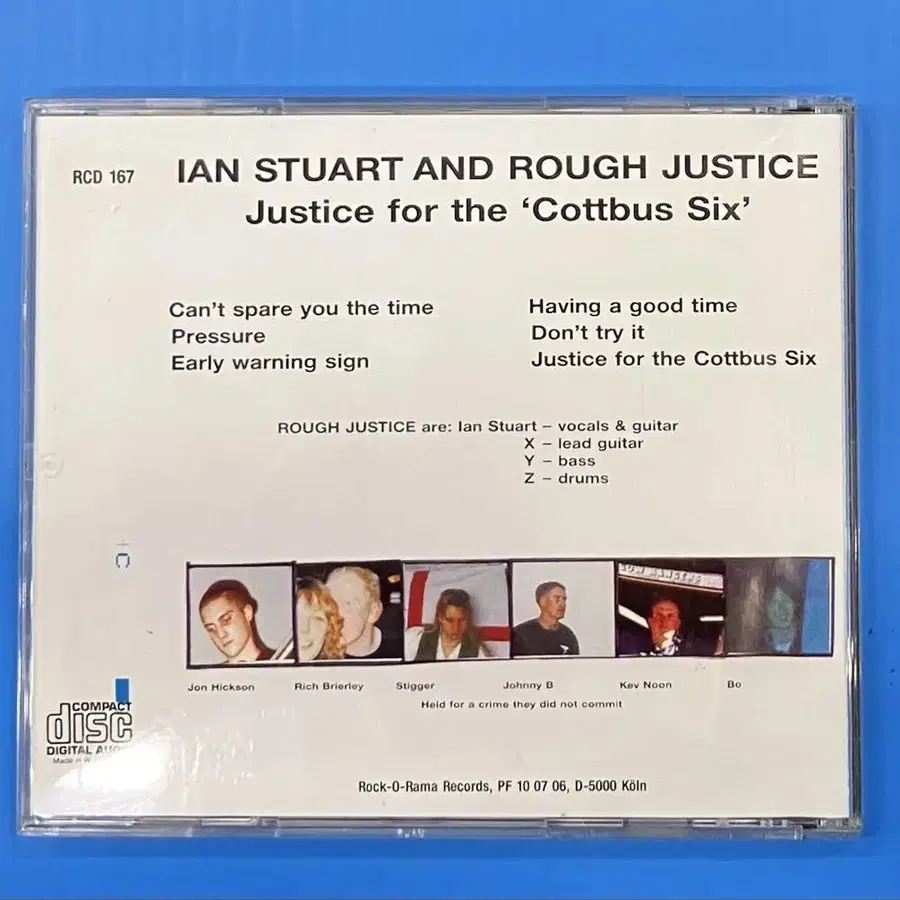 RCD 167
IAN STUART AND ROUGH JUSTICE
Justice for the ‘Cottbus Six’
Can’t spare you the time
Pressure
Early warning sign
Having a good time
Don’t try it
Justice for the Cottbus Six
ROUGH JUSTICE are: Ian Stuart – vocals & guitar
X – lead guitar
Y – bass
Z – drums
Jon Hickson Rich Brierley Stigger Johnny B Kev Noon Bo
Held for a crime they did not commit
COMPACT
disc
DIGITAL
Made
Rock-O-Rama Records, PF 10 07 06, D-5000 Köln